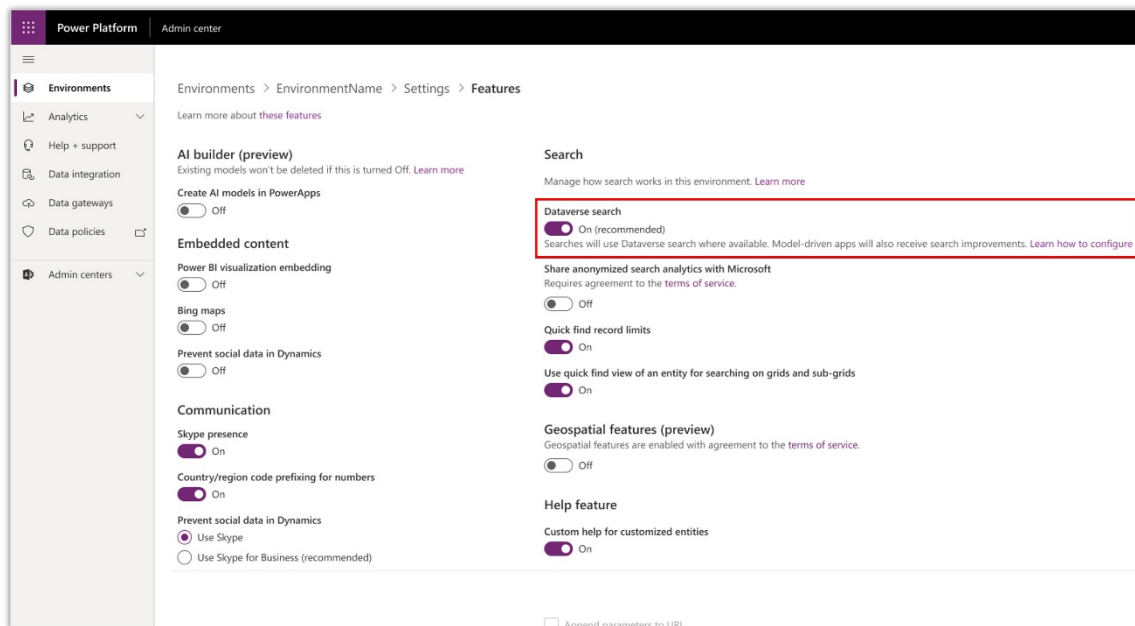 Power Platform
Admin center
Environments
Analytics
Help + support
Data integration
Data gateways
Data policies
Admin centers
Environments > EnvironmentName > Settings > Features
Learn more about these features
AI builder (preview)
Existing models won't be deleted if this is turned Off. Learn more
Create AI models in PowerApps
Off
Embedded content
Power BI visualization embedding
Off
Bing maps
Off
Prevent social data in Dynamics
Off
Communication
Skype presence
On
Country/region code prefixing for numbers
On
Prevent social data in Dynamics
Use Skype
Use Skype for Business (recommended)
Search
Manage how search works in this environment. Learn more
Dataverse search
On (recommended)
Searches will use Dataverse search where available. Model-driven apps will also receive search improvements. Learn how to configure
Share anonymized search analytics with Microsoft
Requires agreement to the terms of service.
Off
Quick find record limits
On
Use quick find view of an entity for searching on grids and sub-grids
On
Geospatial features (preview)
Geospatial features are enabled with agreement to the terms of service.
Off
Help feature
Custom help for customized entities
On
Append parameters to URL